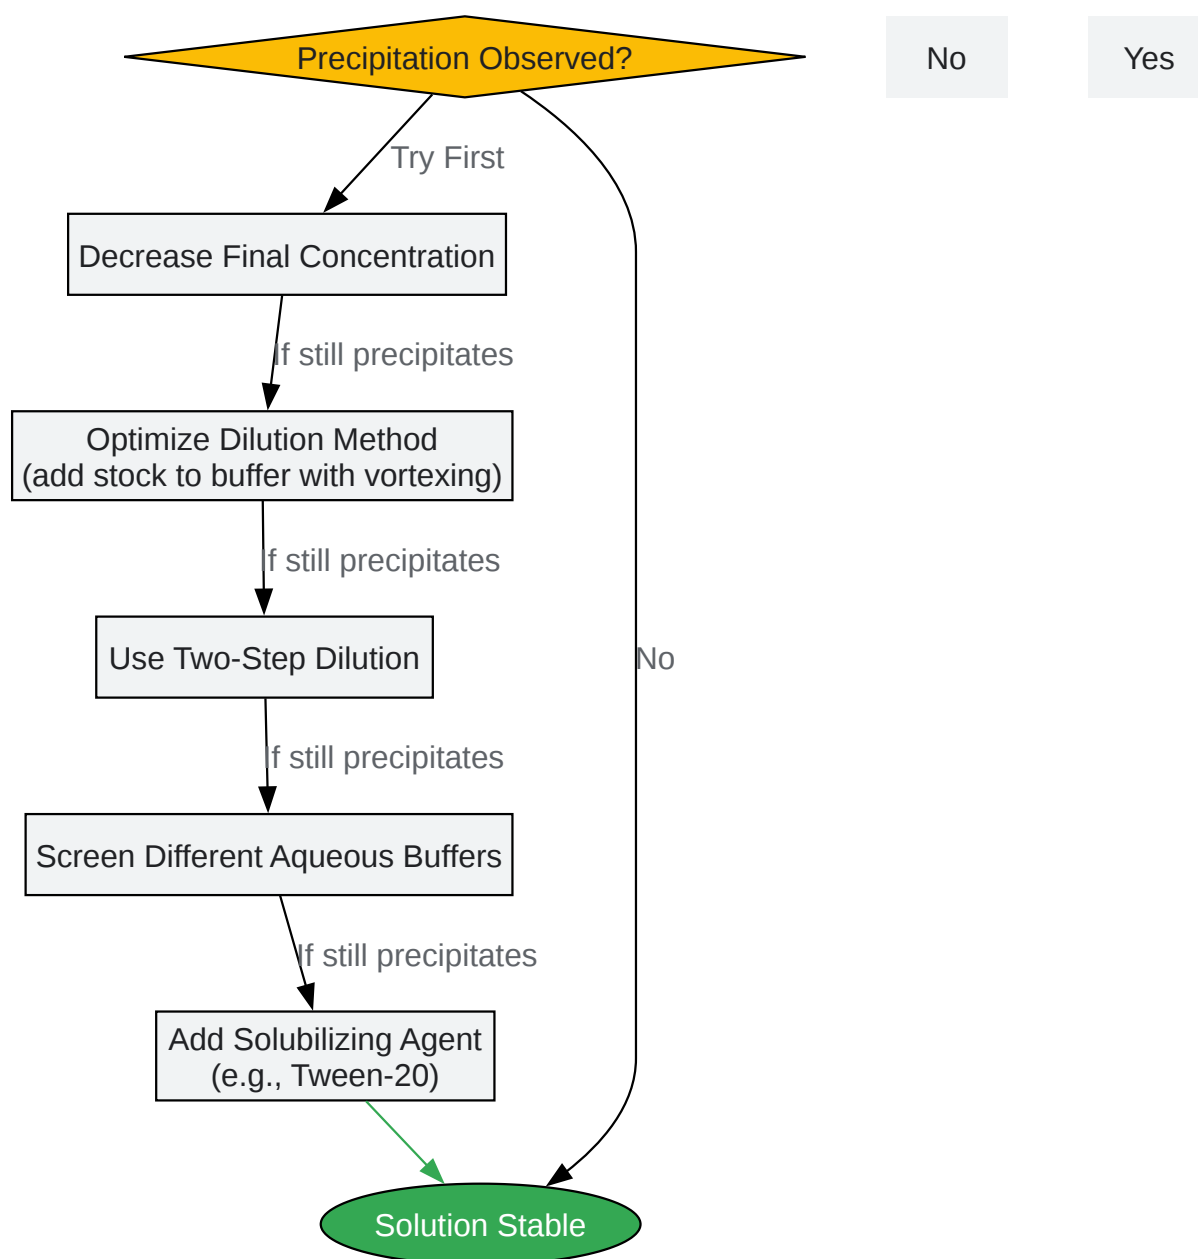 Precipitation Observed?
No
Yes
Try First
Decrease Final Concentration
If still precipitates
Optimize Dilution Method
(add stock to buffer with vortexing)
If still precipitates
Use Two-Step Dilution
No
If still precipitates
Screen Different Aqueous Buffers
If still precipitates
Add Solubilizing Agent
(e.g., Tween-20)
Solution Stable